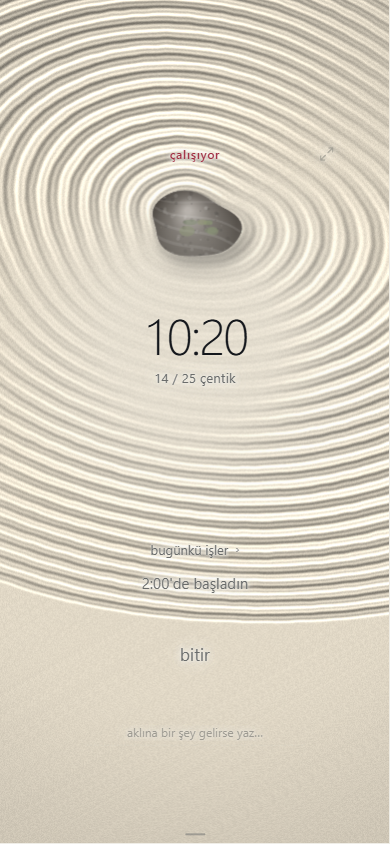 çalışıyor
10:20
14 / 25 çentik
bugünkü işler ›
2:00'de başladın
bitir
aklına bir şey gelirse yaz...